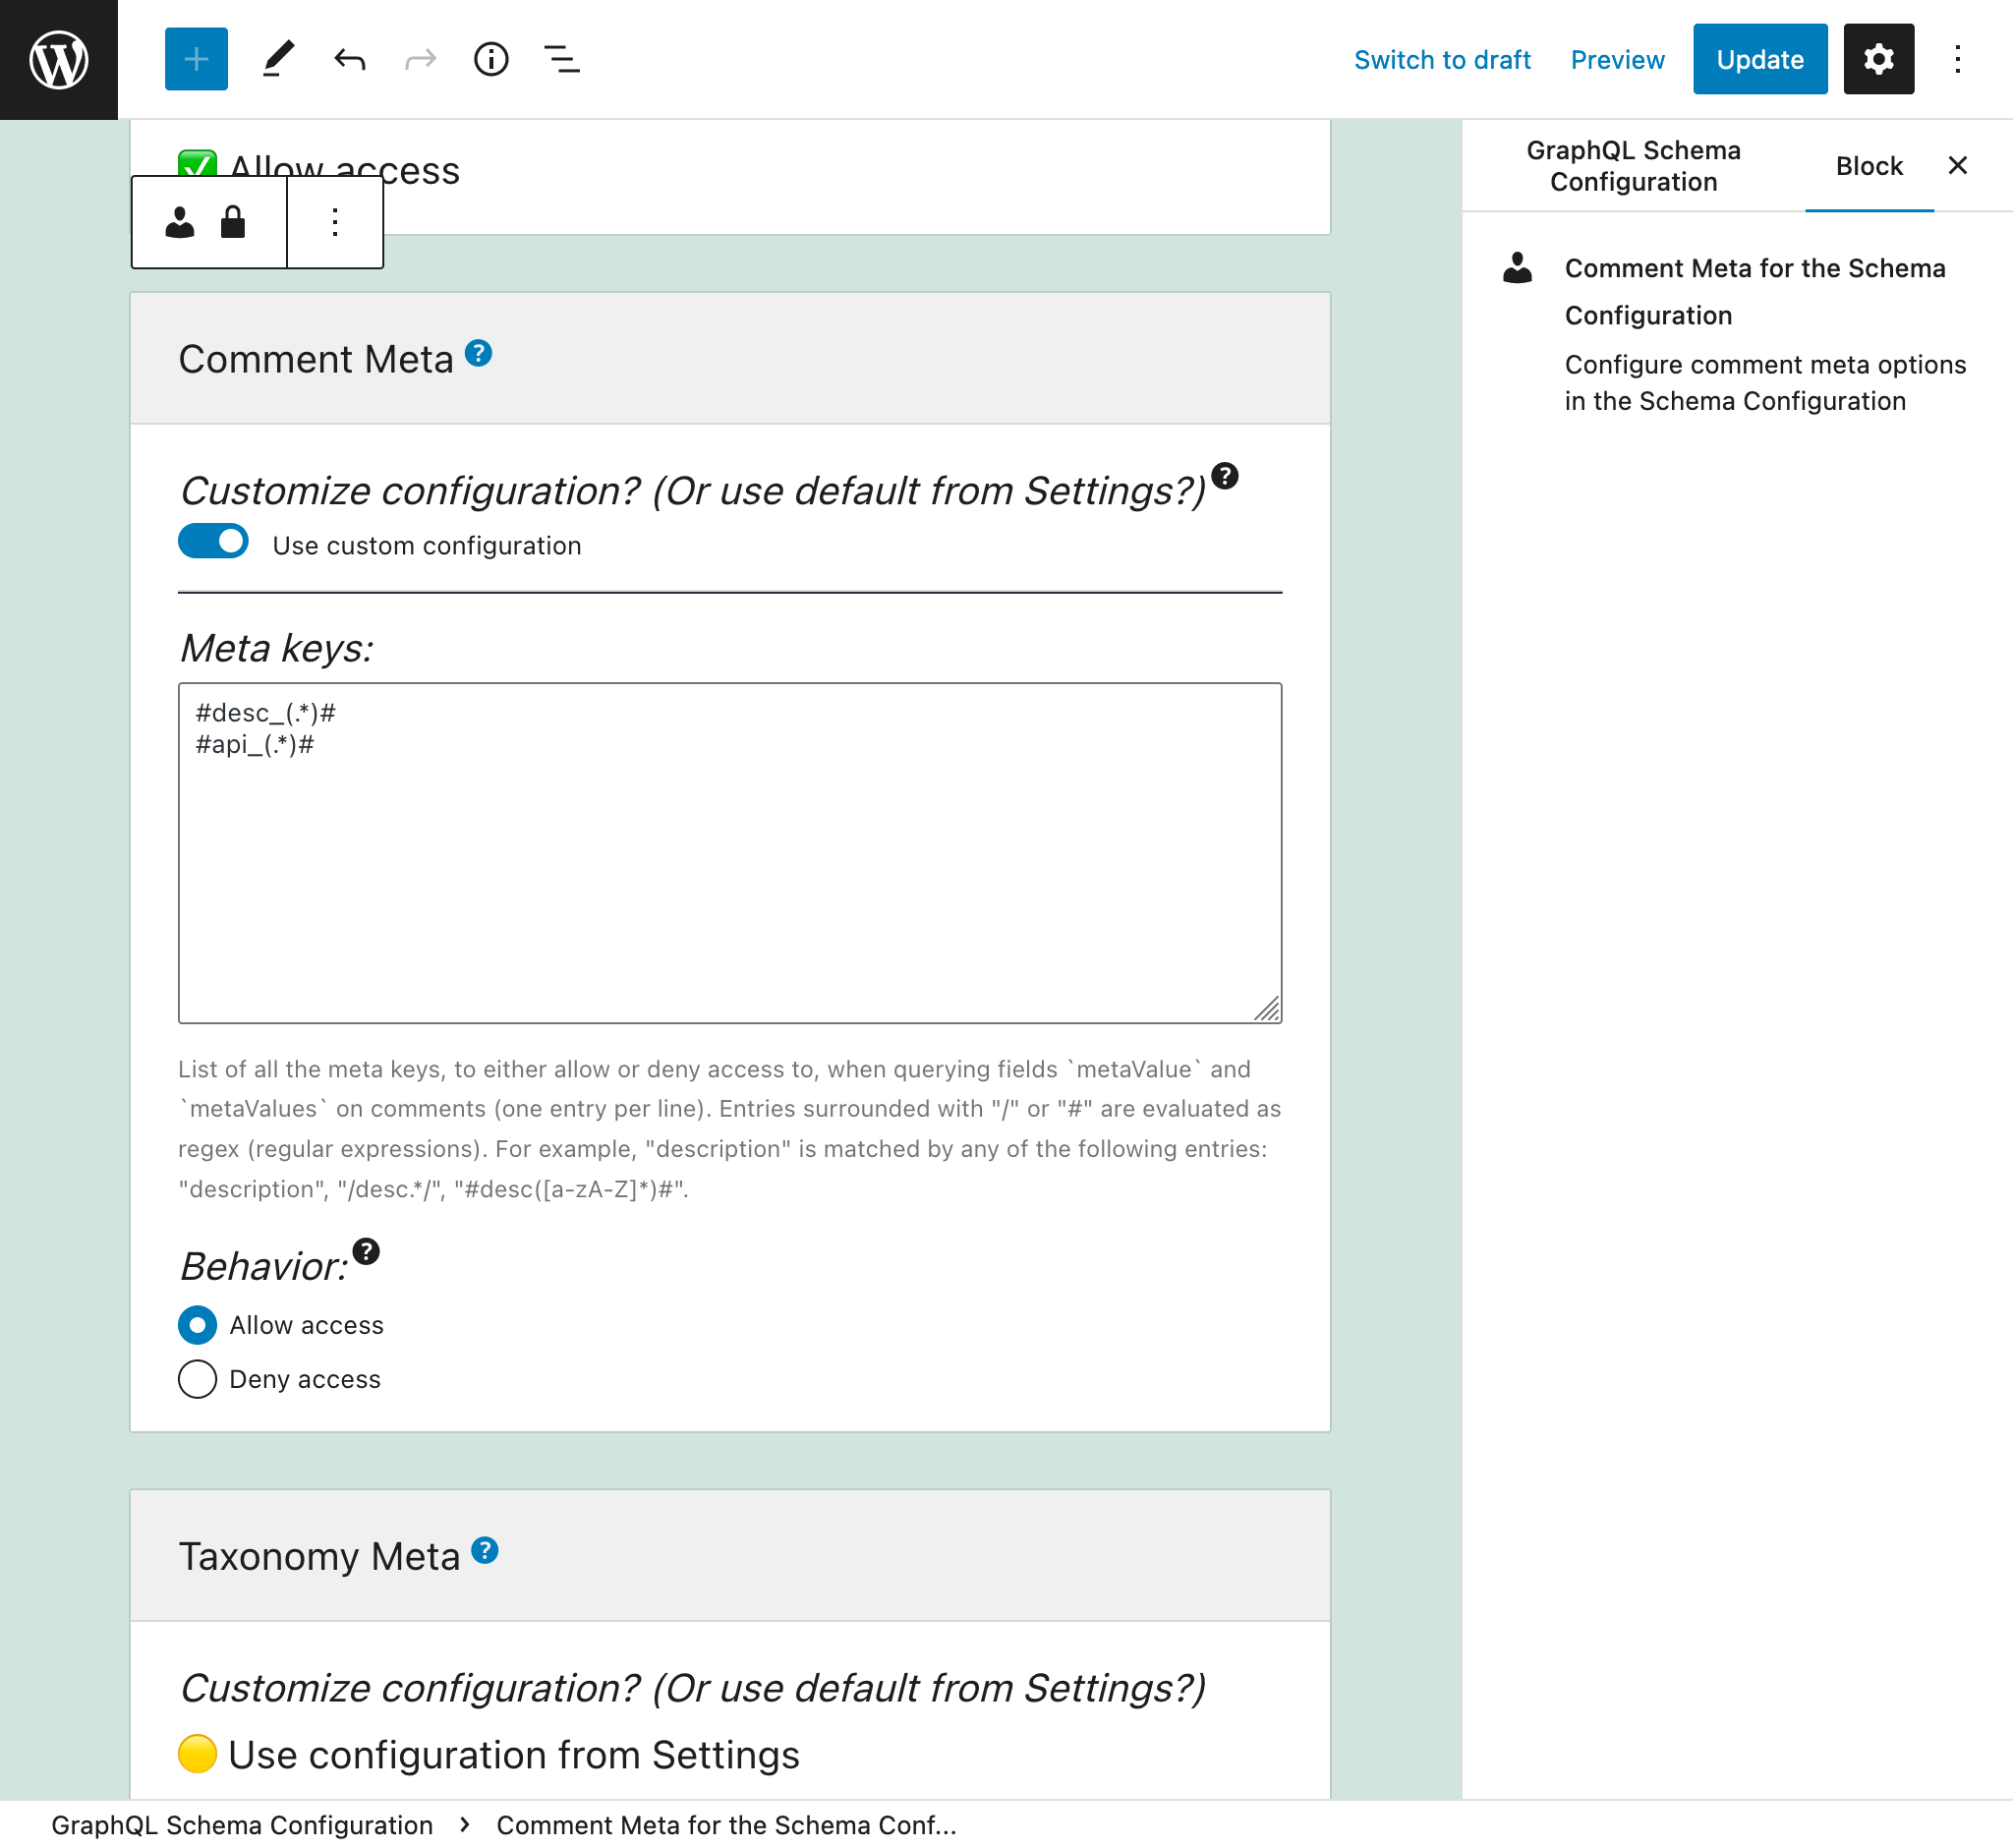 Switch to draft Preview Update
Allow access
GraphQL Schema
Configuration
Block
Comment Meta for the Schema
Configuration
Configure comment meta options
in the Schema Configuration
Comment Meta ?
Customize configuration? (Or use default from Settings?) ?
Use custom configuration
Meta keys:
#desc_(.*)#
#api_(.*)#
List of all the meta keys, to either allow or deny access to, when querying fields `metaValue` and
`metaValues` on comments (one entry per line). Entries surrounded with "/" or "#" are evaluated as
regex (regular expressions). For example, "description" is matched by any of the following entries:
"description", "/desc.*/", "#desc([a-zA-Z]*)#".
Behavior: ?
Allow access
Deny access
Taxonomy Meta ?
Customize configuration? (Or use default from Settings?)
Use configuration from Settings
GraphQL Schema Configuration › Comment Meta for the Schema Conf...